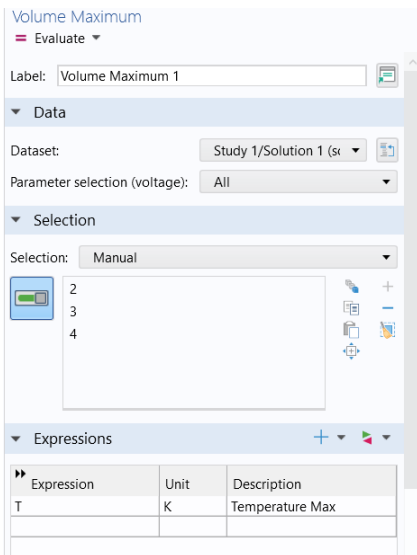 Volume Maximum
= Evaluate
Label: Volume Maximum 1
Data
Dataset: Study 1/Solution 1 (sc
Parameter selection (voltage): All
Selection
Selection: Manual
2
3
4
Expressions
Expression Unit Description
T K Temperature Max